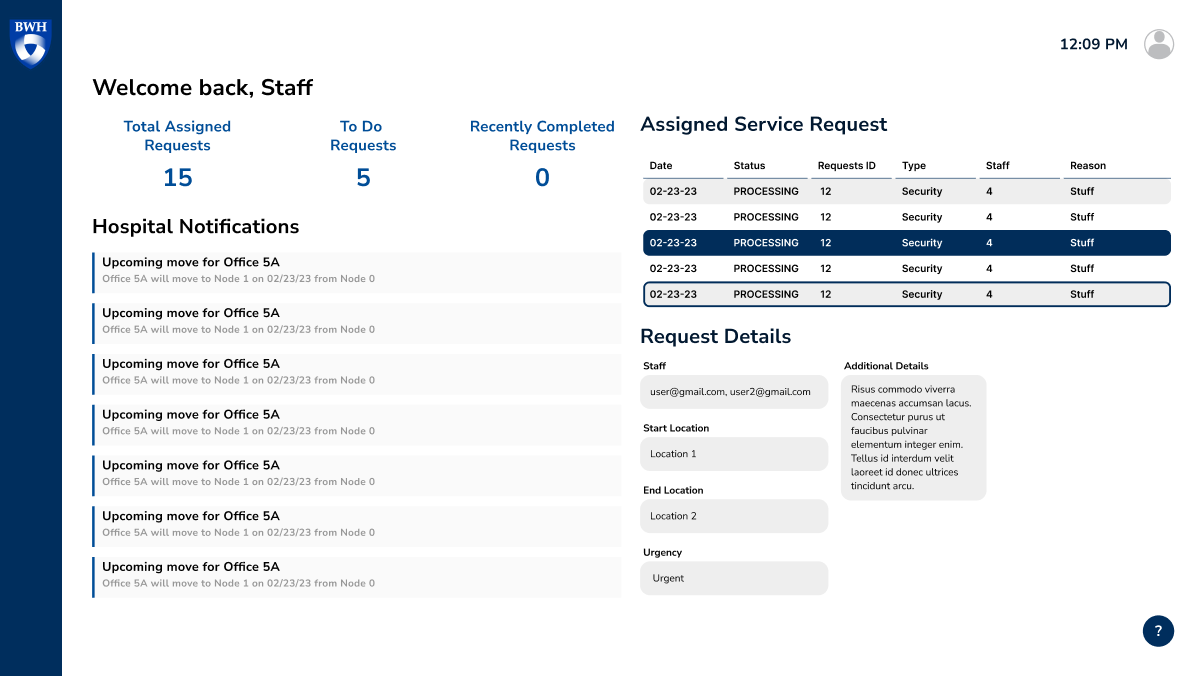 BWH
12:09 PM
Welcome back, Staff
Total Assigned
Requests
15
To Do
Requests
5
Recently Completed
Requests
0
Hospital Notifications
Upcoming move for Office 5A
Office 5A will move to Node 1 on 02/23/23 from Node 0
Upcoming move for Office 5A
Office 5A will move to Node 1 on 02/23/23 from Node 0
Upcoming move for Office 5A
Office 5A will move to Node 1 on 02/23/23 from Node 0
Upcoming move for Office 5A
Office 5A will move to Node 1 on 02/23/23 from Node 0
Upcoming move for Office 5A
Office 5A will move to Node 1 on 02/23/23 from Node 0
Upcoming move for Office 5A
Office 5A will move to Node 1 on 02/23/23 from Node 0
Upcoming move for Office 5A
Office 5A will move to Node 1 on 02/23/23 from Node 0
Assigned Service Request
Date Status Requests ID Type Staff Reason
02-23-23 PROCESSING 12 Security 4 Stuff
02-23-23 PROCESSING 12 Security 4 Stuff
02-23-23 PROCESSING 12 Security 4 Stuff
02-23-23 PROCESSING 12 Security 4 Stuff
02-23-23 PROCESSING 12 Security 4 Stuff
Request Details
Staff
user@gmail.com, user2@gmail.com
Start Location
Location 1
End Location
Location 2
Urgency
Urgent
Additional Details
Risus commodo viverra
maecenas accumsan lacus.
Consectetur purus ut
faucibus pulvinar
elementum integer enim.
Tellus id interdum velit
laoreet id donec ultrices
tincidunt arcu.
?